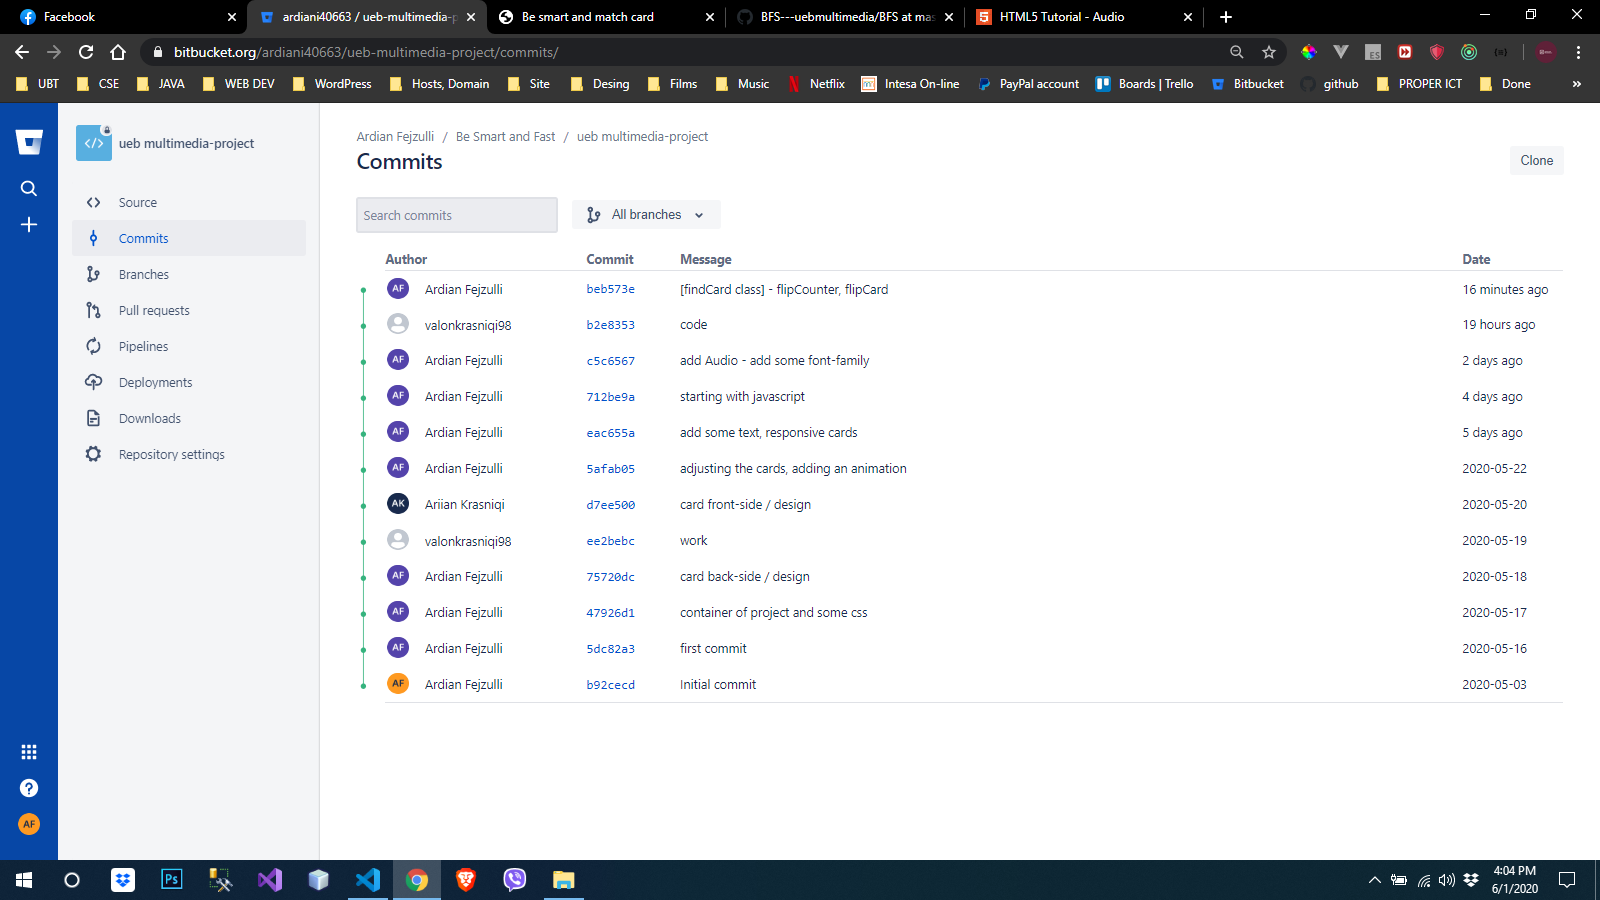 Facebook
ardiani40663 / ueb-multimedia-p
Be smart and match card
BFS---uebmultimedia/BFS at mas
HTML5 Tutorial - Audio
bitbucket.org/ardiani40663/ueb-multimedia-project/commits/
UBT CSE JAVA WEB DEV WordPress Hosts, Domain Site Desing Films Music Netflix Intesa On-line PayPal account Boards | Trello Bitbucket github PROPER ICT Done »
ueb multimedia-project
Source
Commits
Branches
Pull requests
Pipelines
Deployments
Downloads
Repository settings
AF
Ardian Fejzulli / Be Smart and Fast / ueb multimedia-project
Commits
Clone
Search commits
All branches
Author Commit Message Date
AF Ardian Fejzulli beb573e [findCard class] - flipCounter, flipCard 16 minutes ago
valonkrasniqi98 b2e8353 code 19 hours ago
AF Ardian Fejzulli c5c6567 add Audio - add some font-family 2 days ago
AF Ardian Fejzulli 712be9a starting with javascript 4 days ago
AF Ardian Fejzulli eac655a add some text, responsive cards 5 days ago
AF Ardian Fejzulli 5afab05 adjusting the cards, adding an animation 2020-05-22
AK Ariian Krasniqi d7ee500 card front-side / design 2020-05-20
valonkrasniqi98 ee2bebc work 2020-05-19
AF Ardian Fejzulli 75720dc card back-side / design 2020-05-18
AF Ardian Fejzulli 47926d1 container of project and some css 2020-05-17
AF Ardian Fejzulli 5dc82a3 first commit 2020-05-16
AF Ardian Fejzulli b92cecd Initial commit 2020-05-03
Ps
4:04 PM
6/1/2020